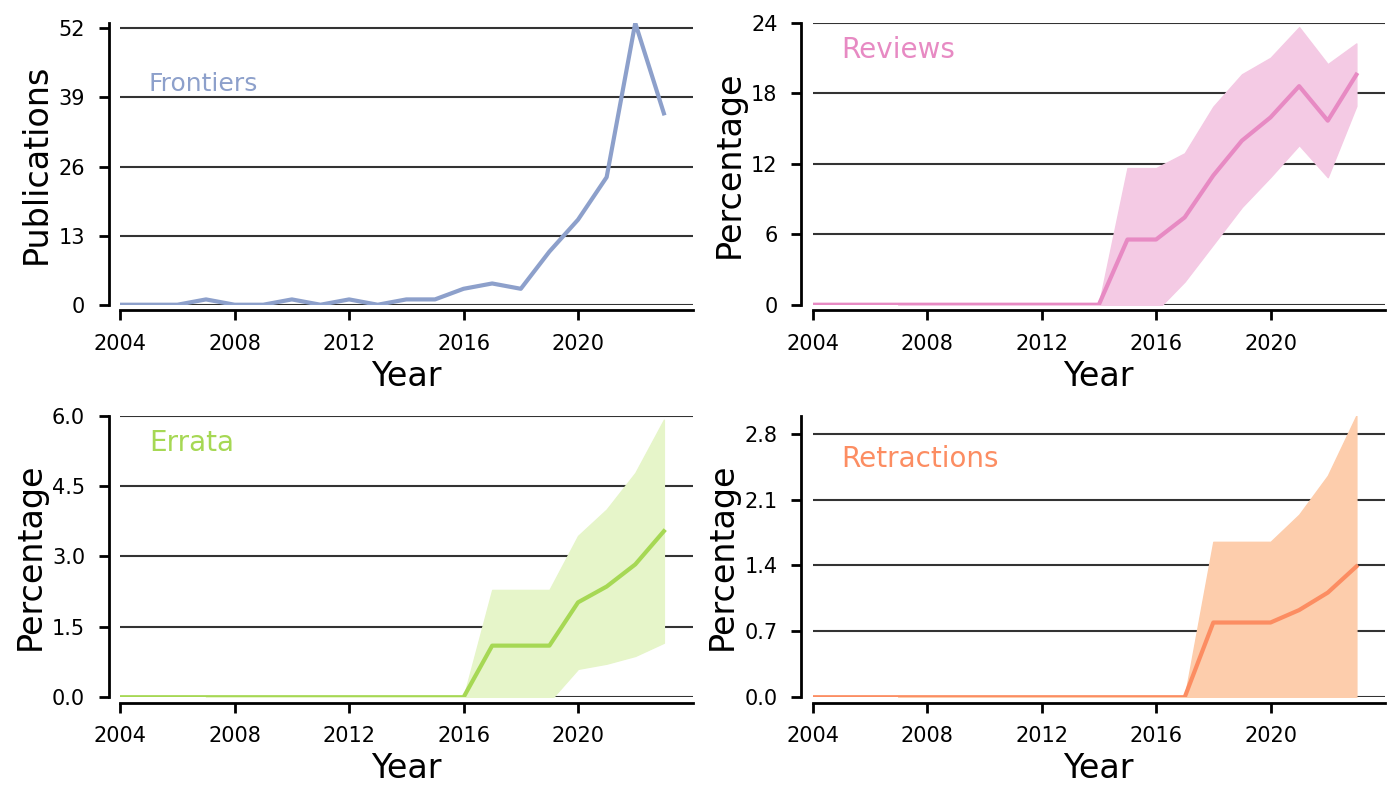 Publications
52
39
26
13
0
Frontiers
2004 2008 2012 2016 2020
Year
Percentage
24
18
12
6
0
Reviews
2004 2008 2012 2016 2020
Year
Percentage
6.0
4.5
3.0
1.5
0.0
Errata
2004 2008 2012 2016 2020
Year
Percentage
2.8
2.1
1.4
0.7
0.0
Retractions
2004 2008 2012 2016 2020
Year